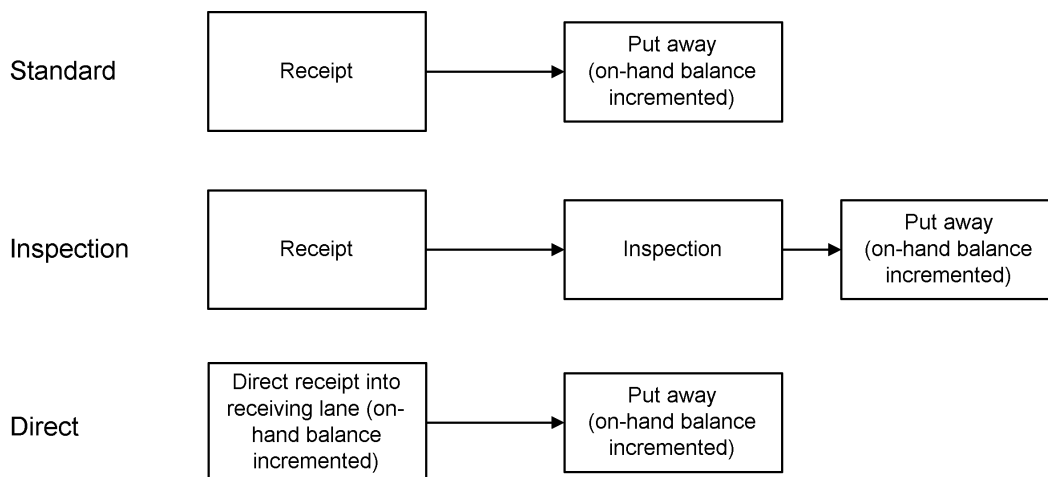 Standard
Receipt
Put away
(on-hand balance
incremented)
Inspection
Receipt
Inspection
Put away
(on-hand balance
incremented)
Direct
Direct receipt into
receiving lane (on-
hand balance
incremented)
Put away
(on-hand balance
incremented)